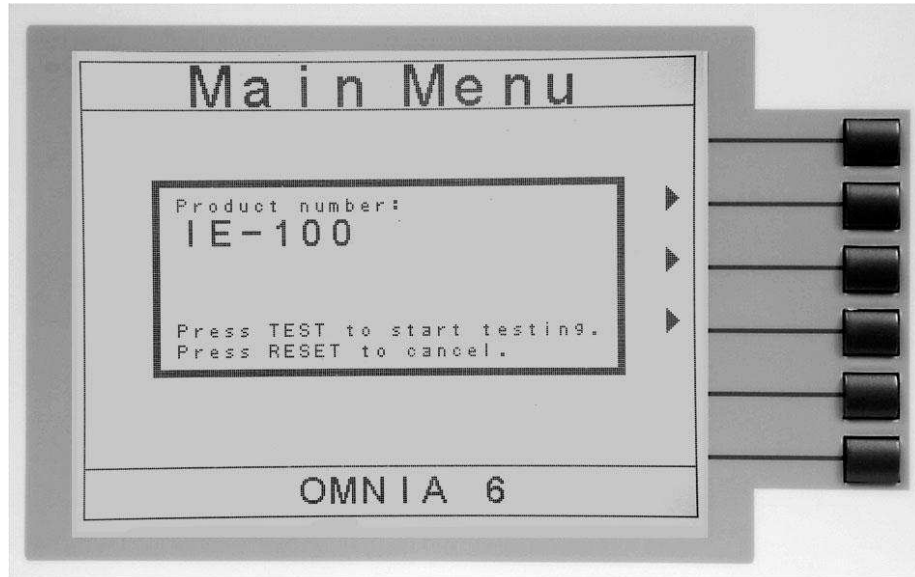 Main Menu
Product number:
IE-100
Press TEST to start testing.
Press RESET to cancel.
OMNIA 6